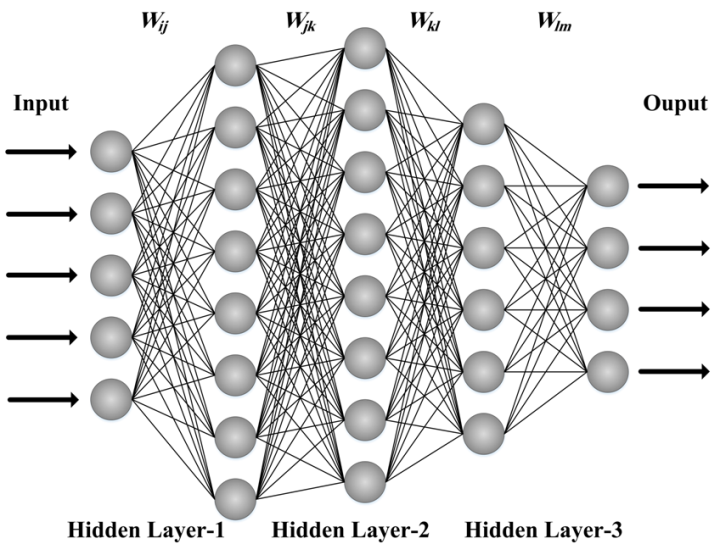 Wij Wjk Wkl Wlm
Input
Ouput
Hidden Layer-1 Hidden Layer-2 Hidden Layer-3